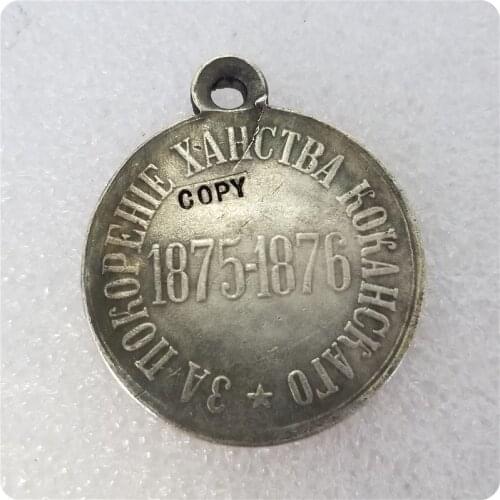 ЗА ПОКОРЕНІЕ ХАНСТВА КОКАНСКАГО
COPY
1875-1876